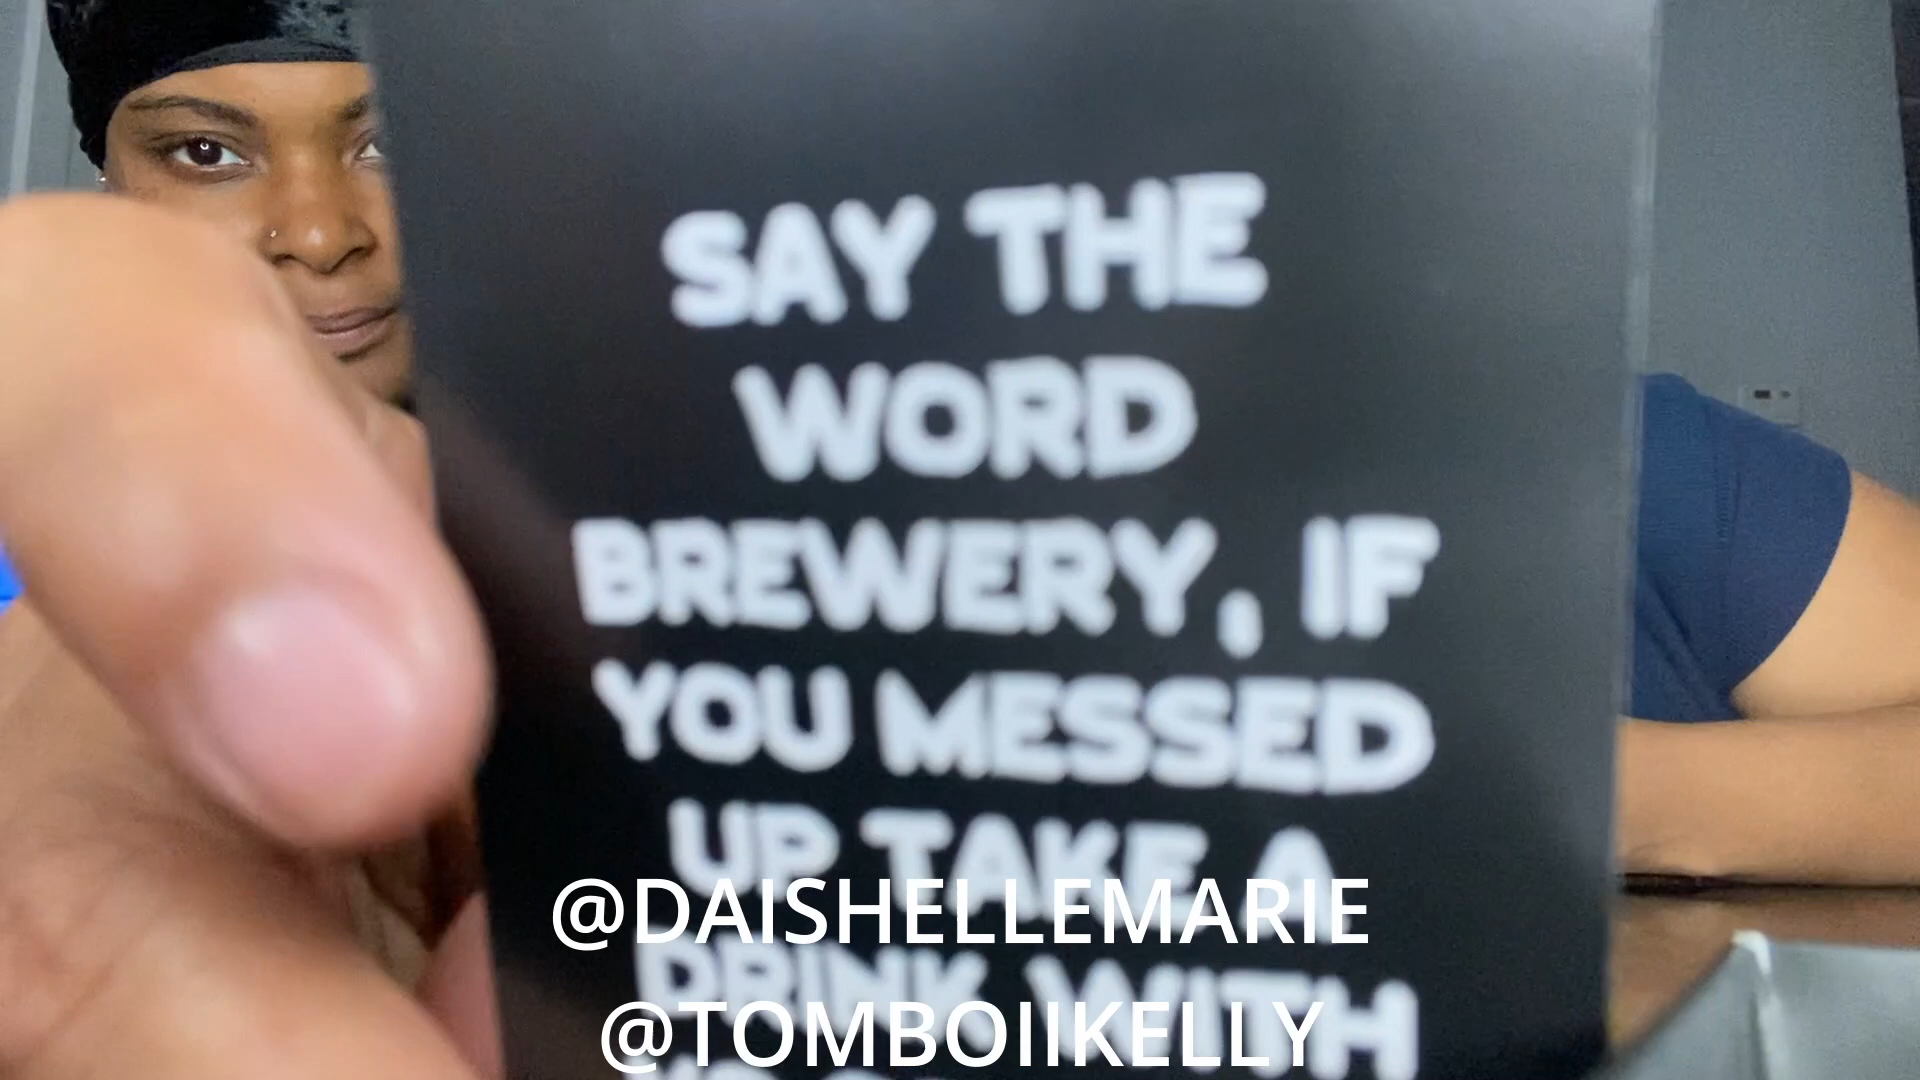 SAY THE
WORD
BREWERY, IF
YOU MESSED
UP TAKE A
@DAISHELLEMARIE
DRINK WITH
@TOMBOIIKELLY